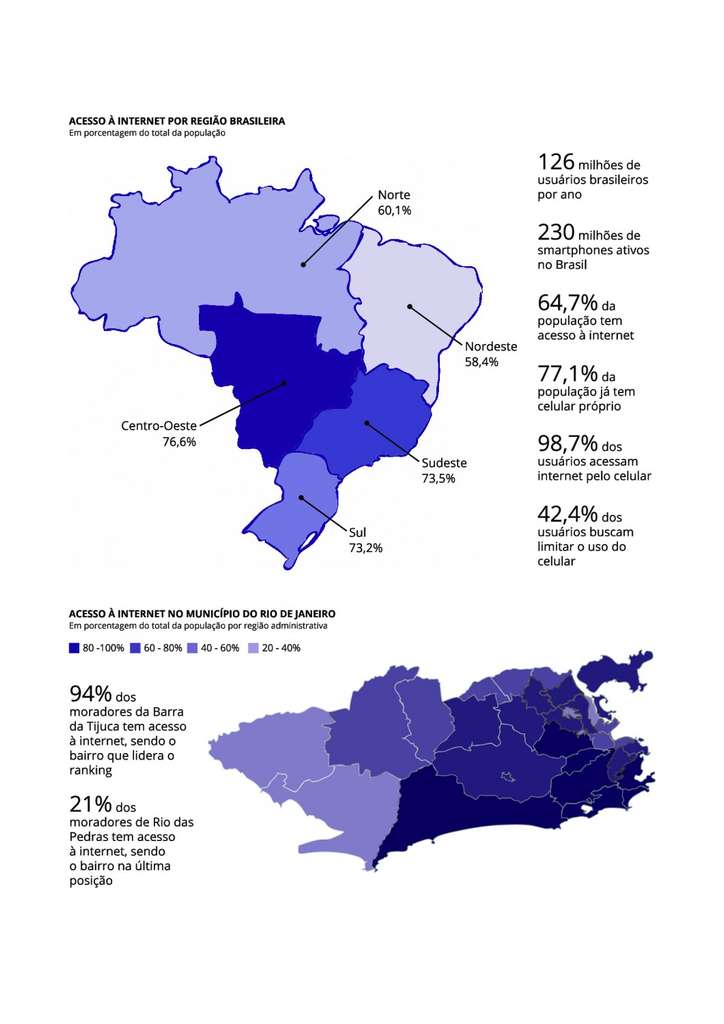 ACESSO À INTERNET POR REGIÃO BRASILEIRA
Em porcentagem do total da população
Norte
60,1%
Nordeste
58,4%
Centro-Oeste
76,6%
Sudeste
73,5%
Sul
73,2%
126 milhões de
usuários brasileiros
por ano
230 milhões de
smartphones ativos
no Brasil
64,7% da
população tem
acesso à internet
77,1% da
população já tem
celular próprio
98,7% dos
usuários acessam
internet pelo celular
42,4% dos
usuários buscam
limitar o uso do
celular
ACESSO À INTERNET NO MUNICÍPIO DO RIO DE JANEIRO
Em porcentagem do total da população por região administrativa
80 -100% 60 - 80% 40 - 60% 20 - 40%
94% dos
moradores da Barra
da Tijuca tem acesso
à internet, sendo o
bairro que lidera o
ranking
21% dos
moradores de Rio das
Pedras tem acesso
à internet, sendo
o bairro na última
posição